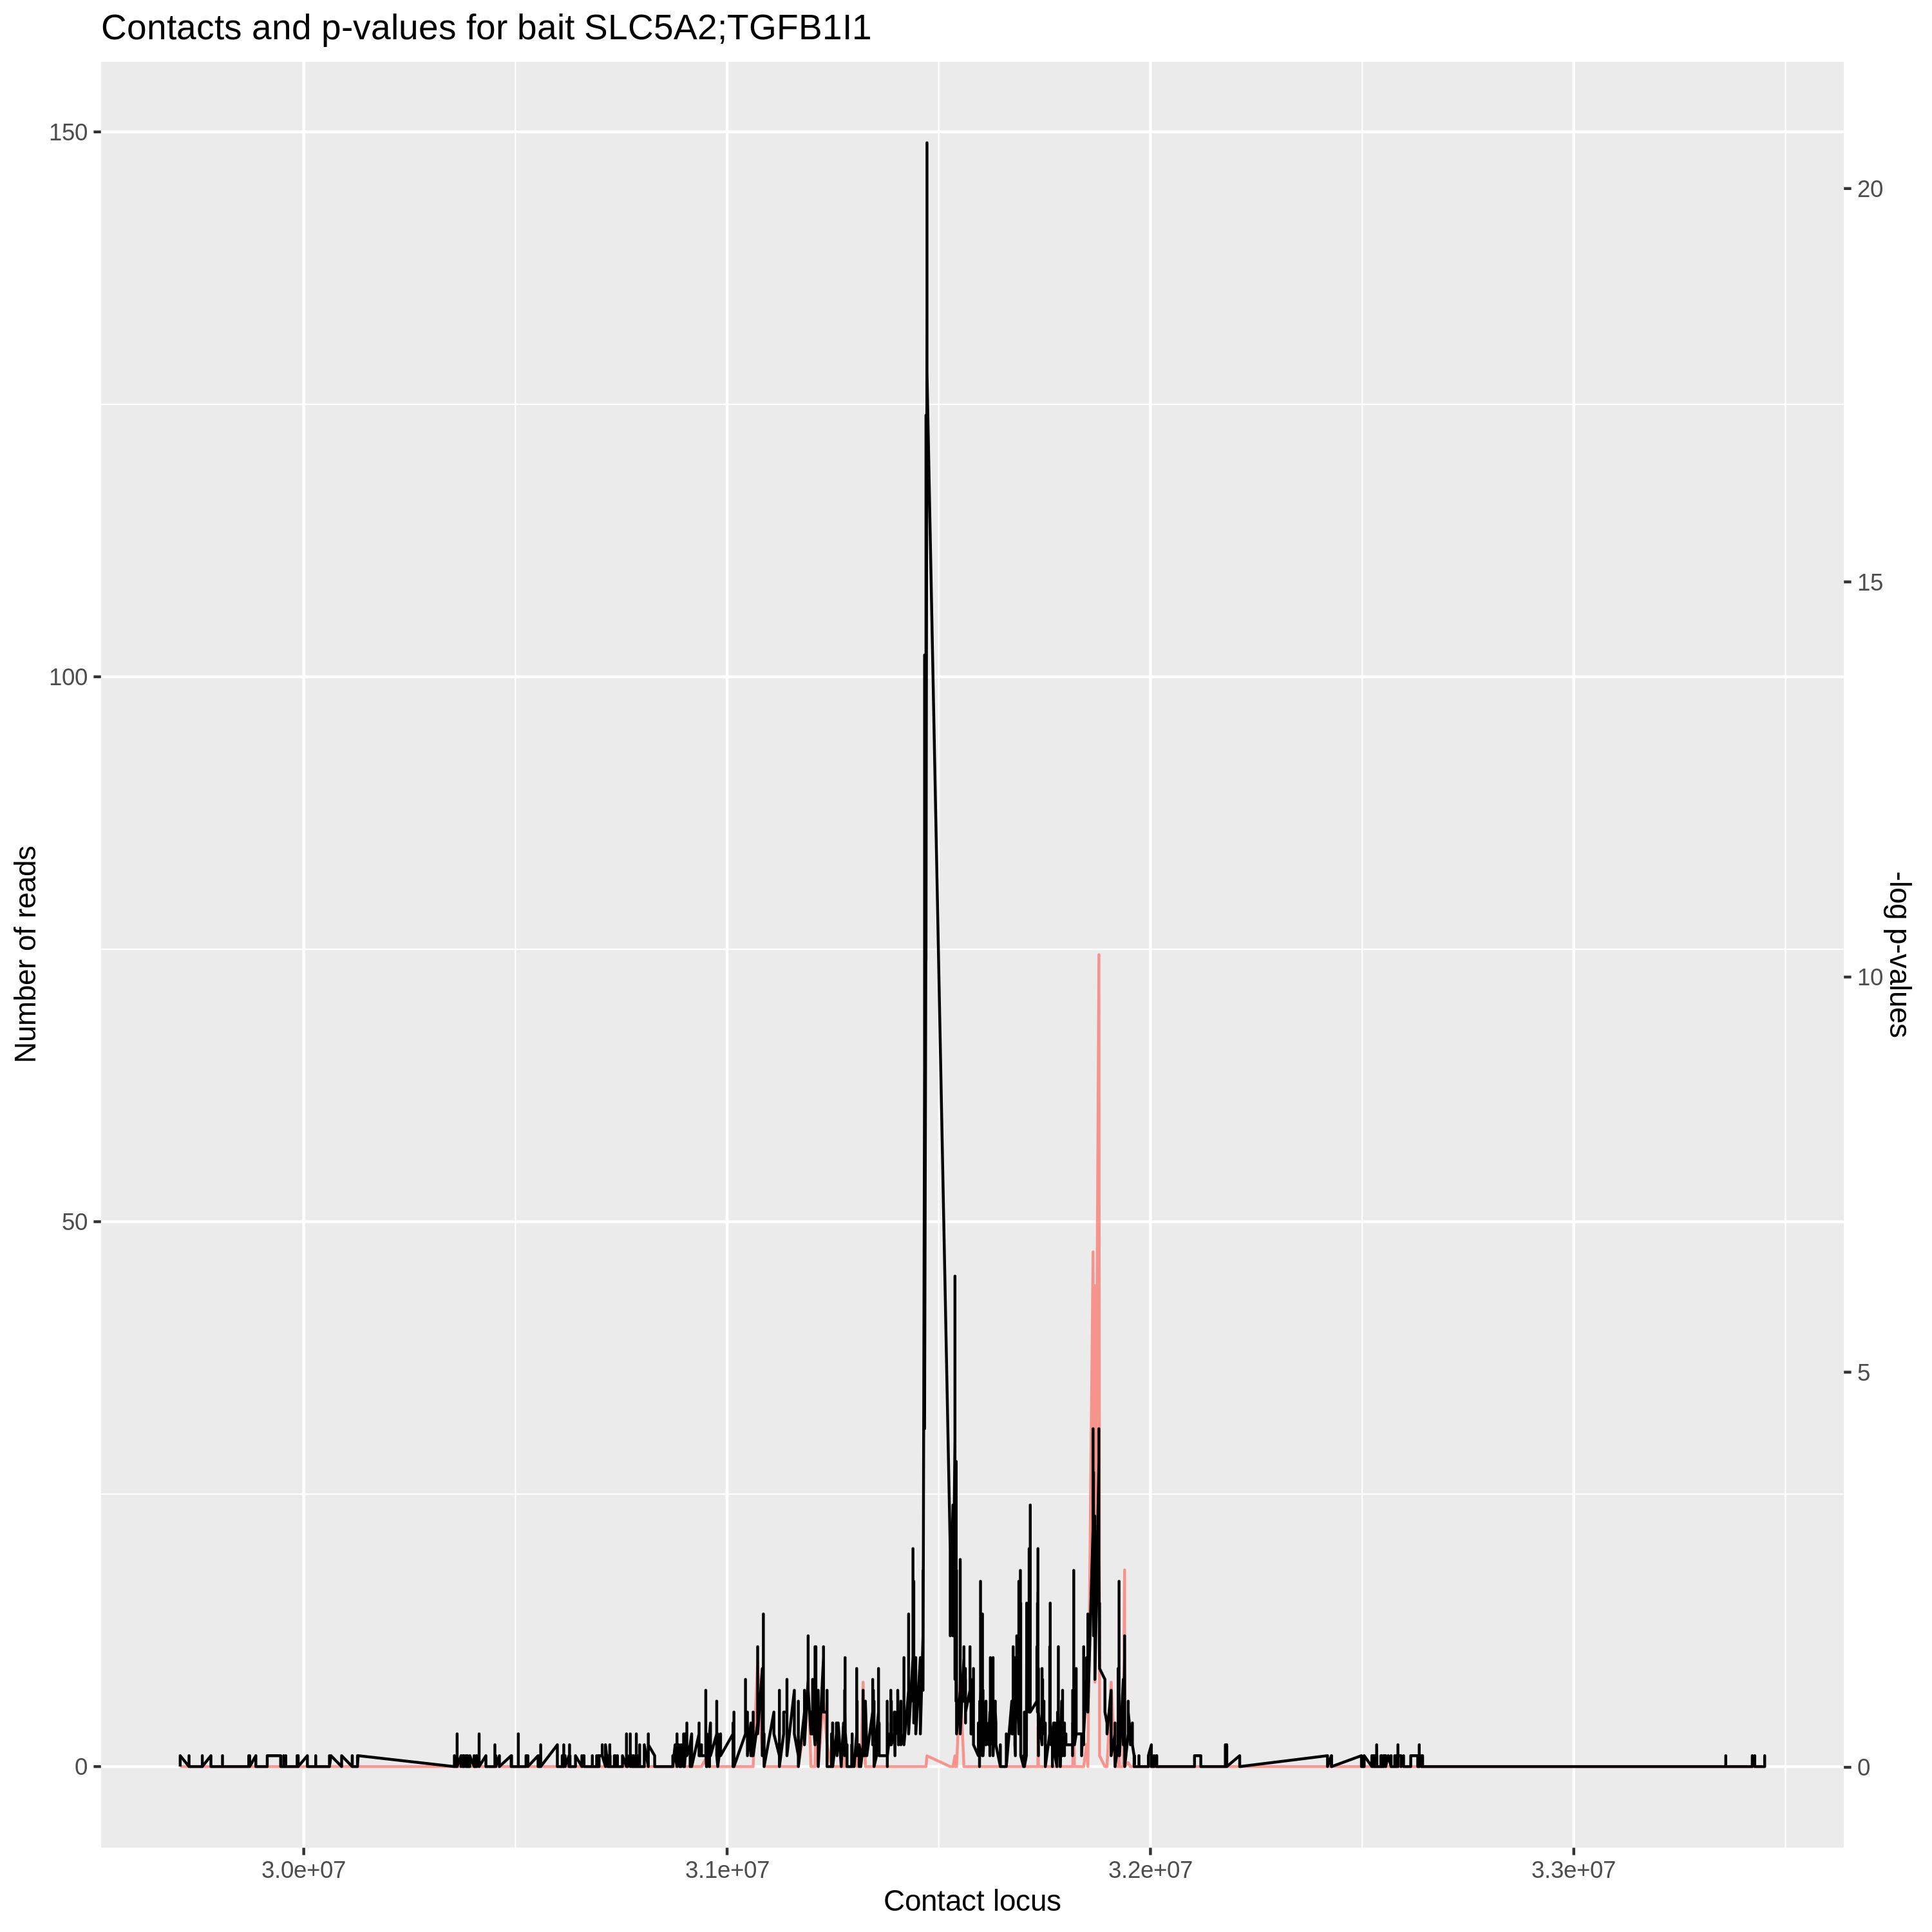 Contacts and p-values for bait SLC5A2;TGFB1I1
150
100
50
0
Number of reads
20
15
10
5
0
-log p-values
3.0e+07
3.1e+07
3.2e+07
3.3e+07
Contact locus